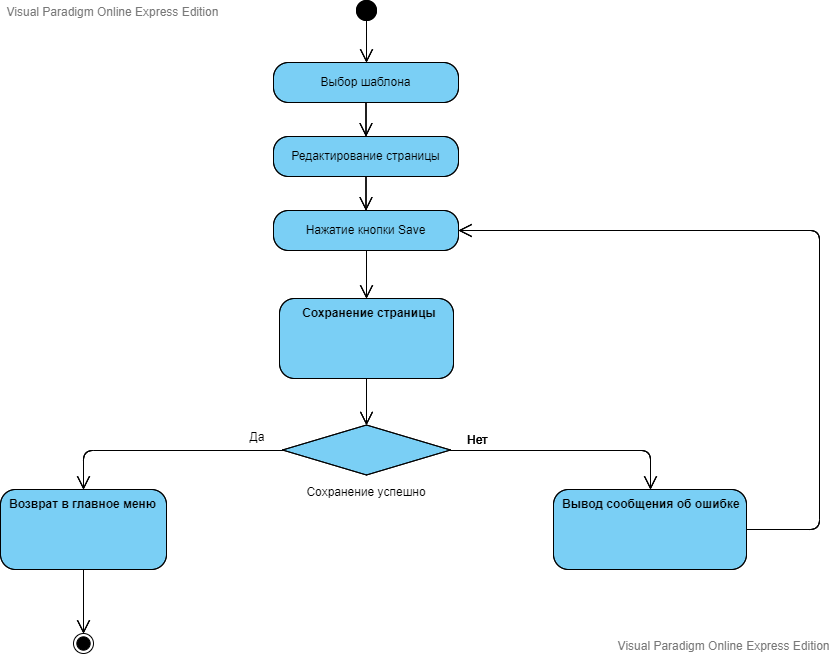 Visual Paradigm Online Express Edition
Выбор шаблона
Редактирование страницы
Нажатие кнопки Save
Сохранение страницы
Да
Нет
Сохранение успешно
Возврат в главное меню
Вывод сообщения об ошибке
Visual Paradigm Online Express Edition